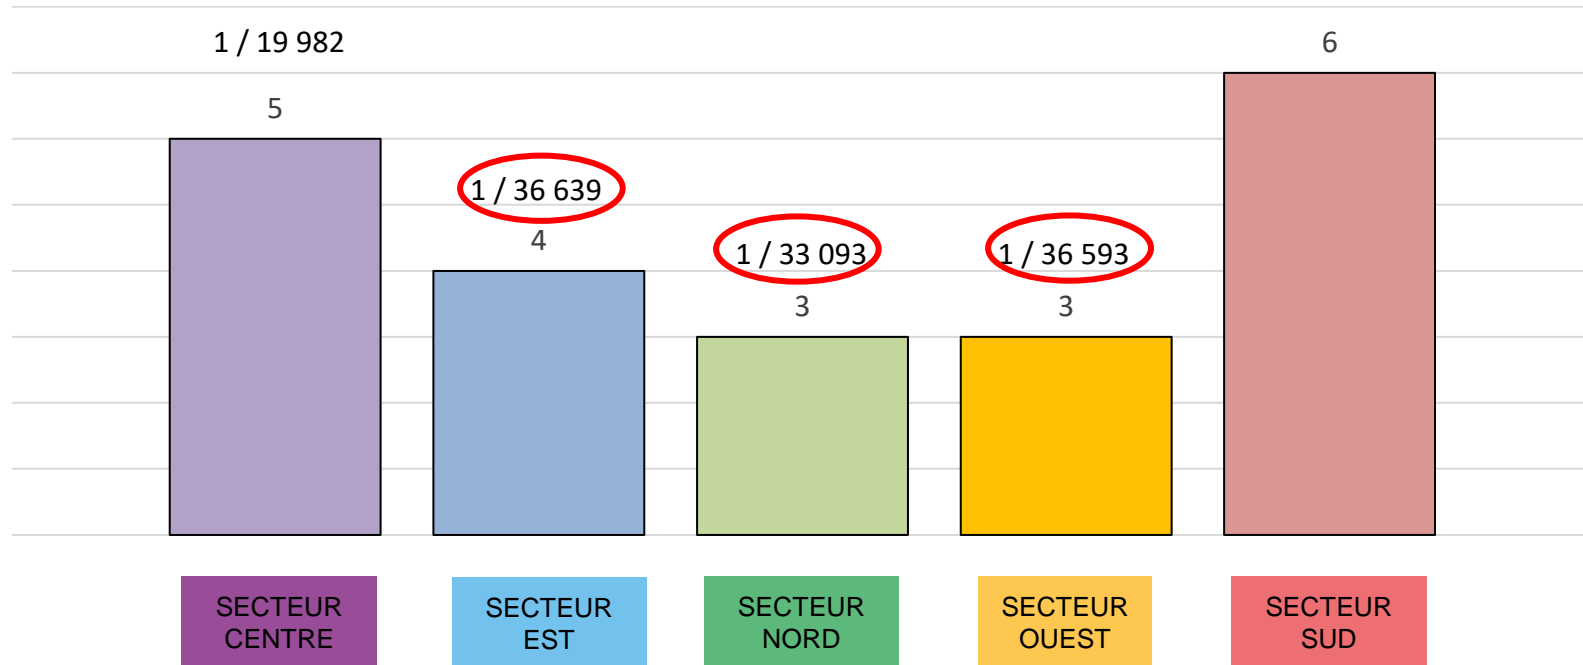 1 / 19 982
6
5
1 / 36 639
4
1 / 33 093
1 / 36 593
3
3
SECTEUR
CENTRE
SECTEUR
EST
SECTEUR
NORD
SECTEUR
OUEST
SECTEUR
SUD